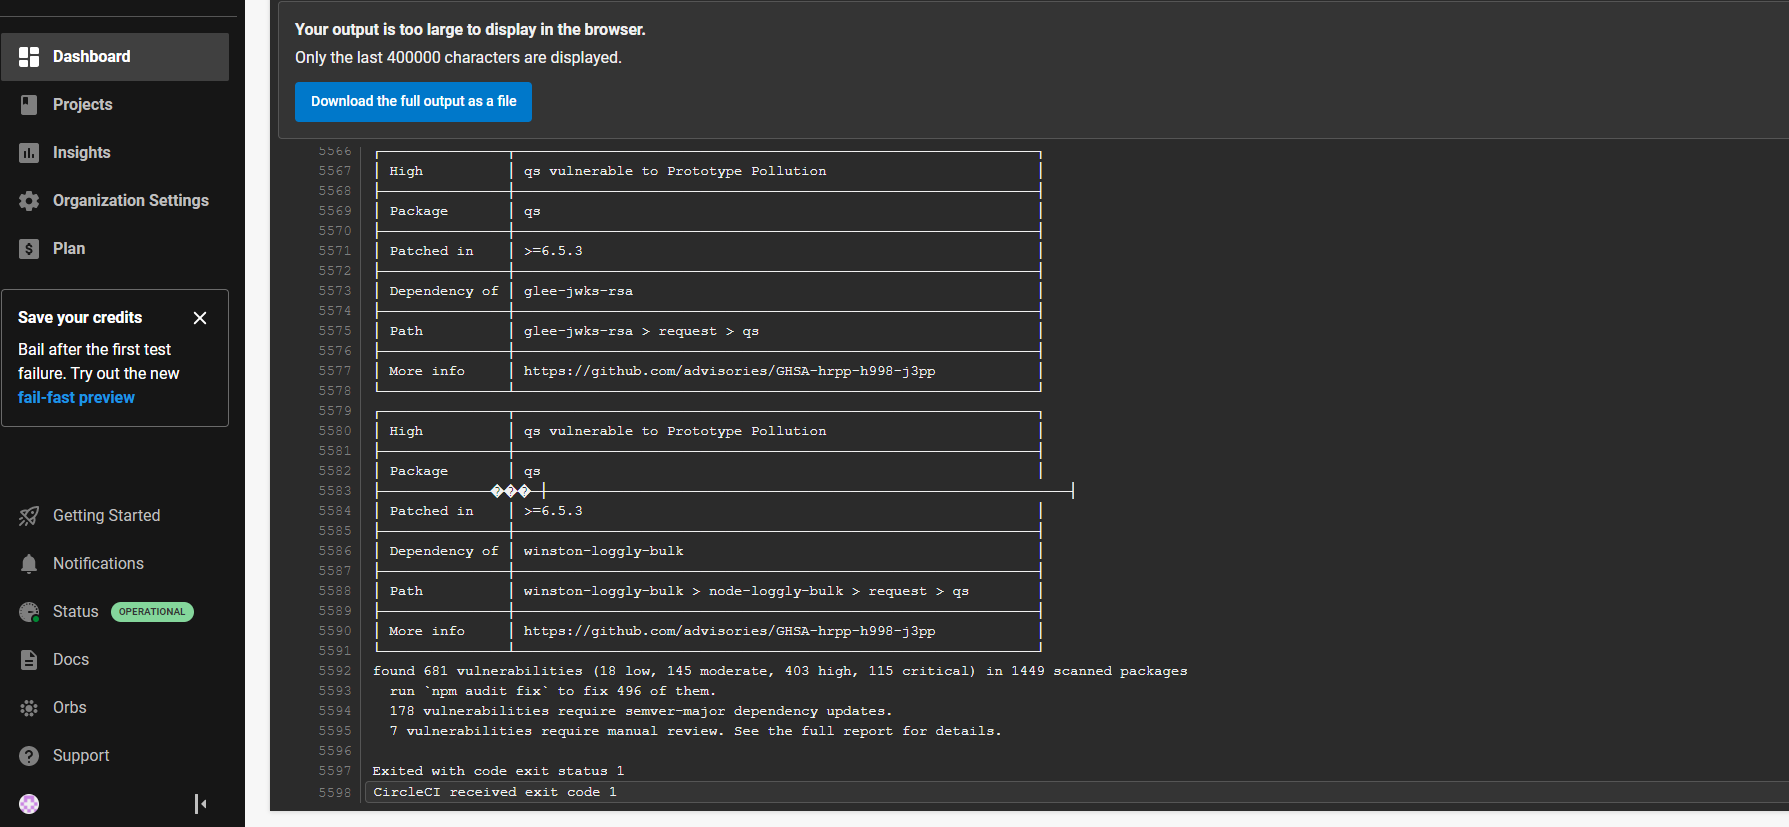 Dashboard
Projects
Insights
Organization Settings
Plan
Save your credits
Bail after the first test
failure. Try out the new
fail-fast preview
Getting Started
Notifications
Status OPERATIONAL
Docs
Orbs
Support
Your output is too large to display in the browser.
Only the last 400000 characters are displayed.
Download the full output as a file
5566
5567 High qs vulnerable to Prototype Pollution
5568
5569 Package qs
5570
5571 Patched in >=6.5.3
5572
5573 Dependency of glee-jwks-rsa
5574
5575 Path glee-jwks-rsa > request > qs
5576
5577 More info https://github.com/advisories/GHSA-hrpp-h998-j3pp
5578
5579
5580 High qs vulnerable to Prototype Pollution
5581
5582 Package qs
5583 ���
5584 Patched in >=6.5.3
5585
5586 Dependency of winston-loggly-bulk
5587
5588 Path winston-loggly-bulk > node-loggly-bulk > request > qs
5589
5590 More info https://github.com/advisories/GHSA-hrpp-h998-j3pp
5591
5592 found 681 vulnerabilities (18 low, 145 moderate, 403 high, 115 critical) in 1449 scanned packages
5593 run `npm audit fix` to fix 496 of them.
5594 178 vulnerabilities require semver-major dependency updates.
5595 7 vulnerabilities require manual review. See the full report for details.
5596
5597 Exited with code exit status 1
5598 CircleCI received exit code 1